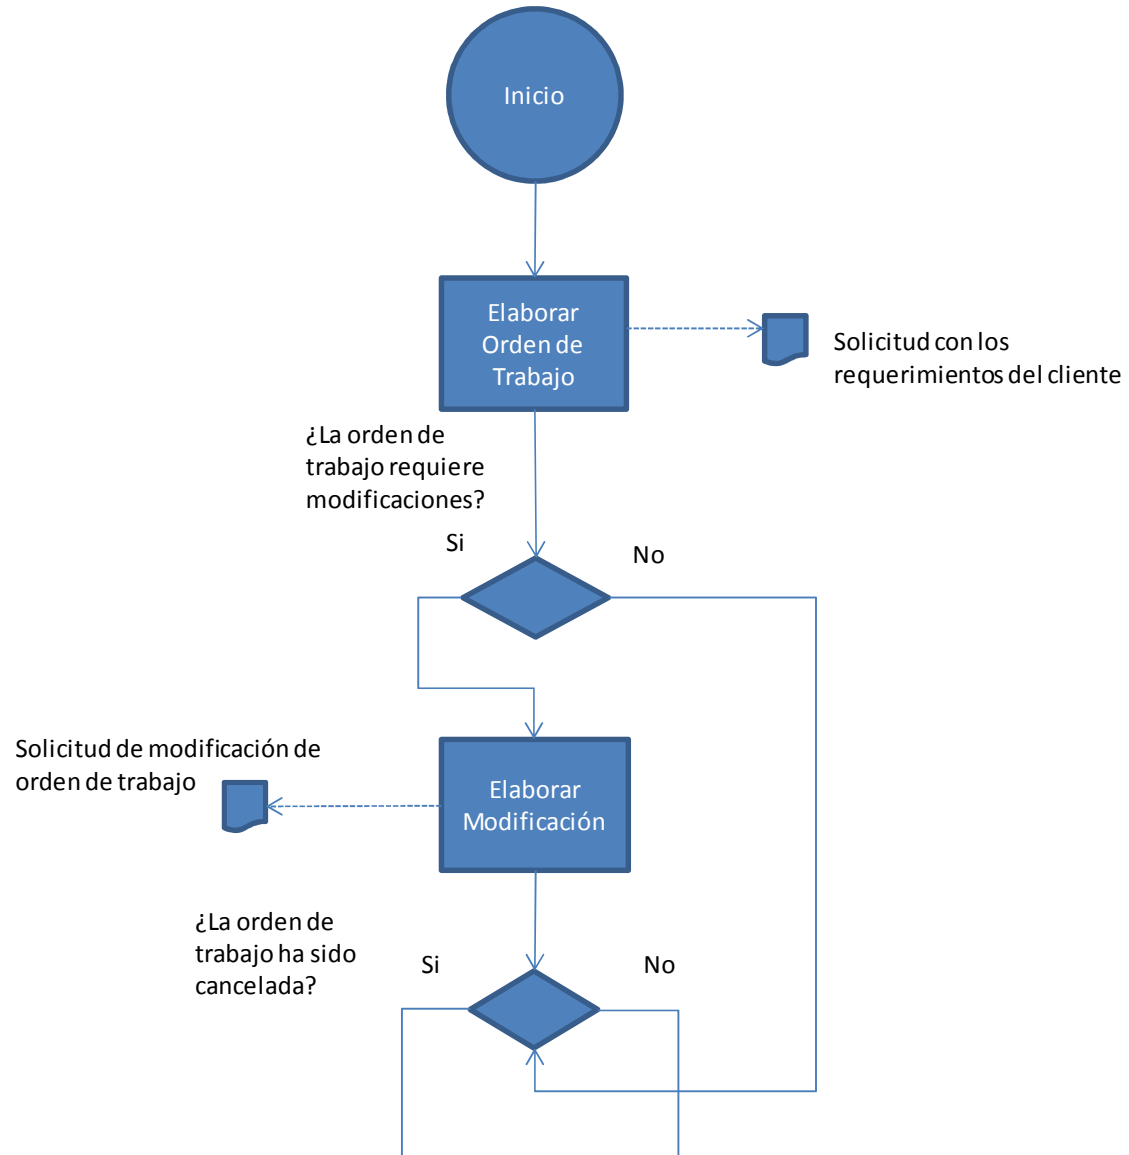 Inicio
Elaborar
Orden de
Trabajo
Solicitud con los
requerimientos del cliente
¿La orden de
trabajo requiere
modificaciones?
Si
No
Solicitud de modificación de
orden de trabajo
Elaborar
Modificación
¿La orden de
trabajo ha sido
cancelada?
Si
No